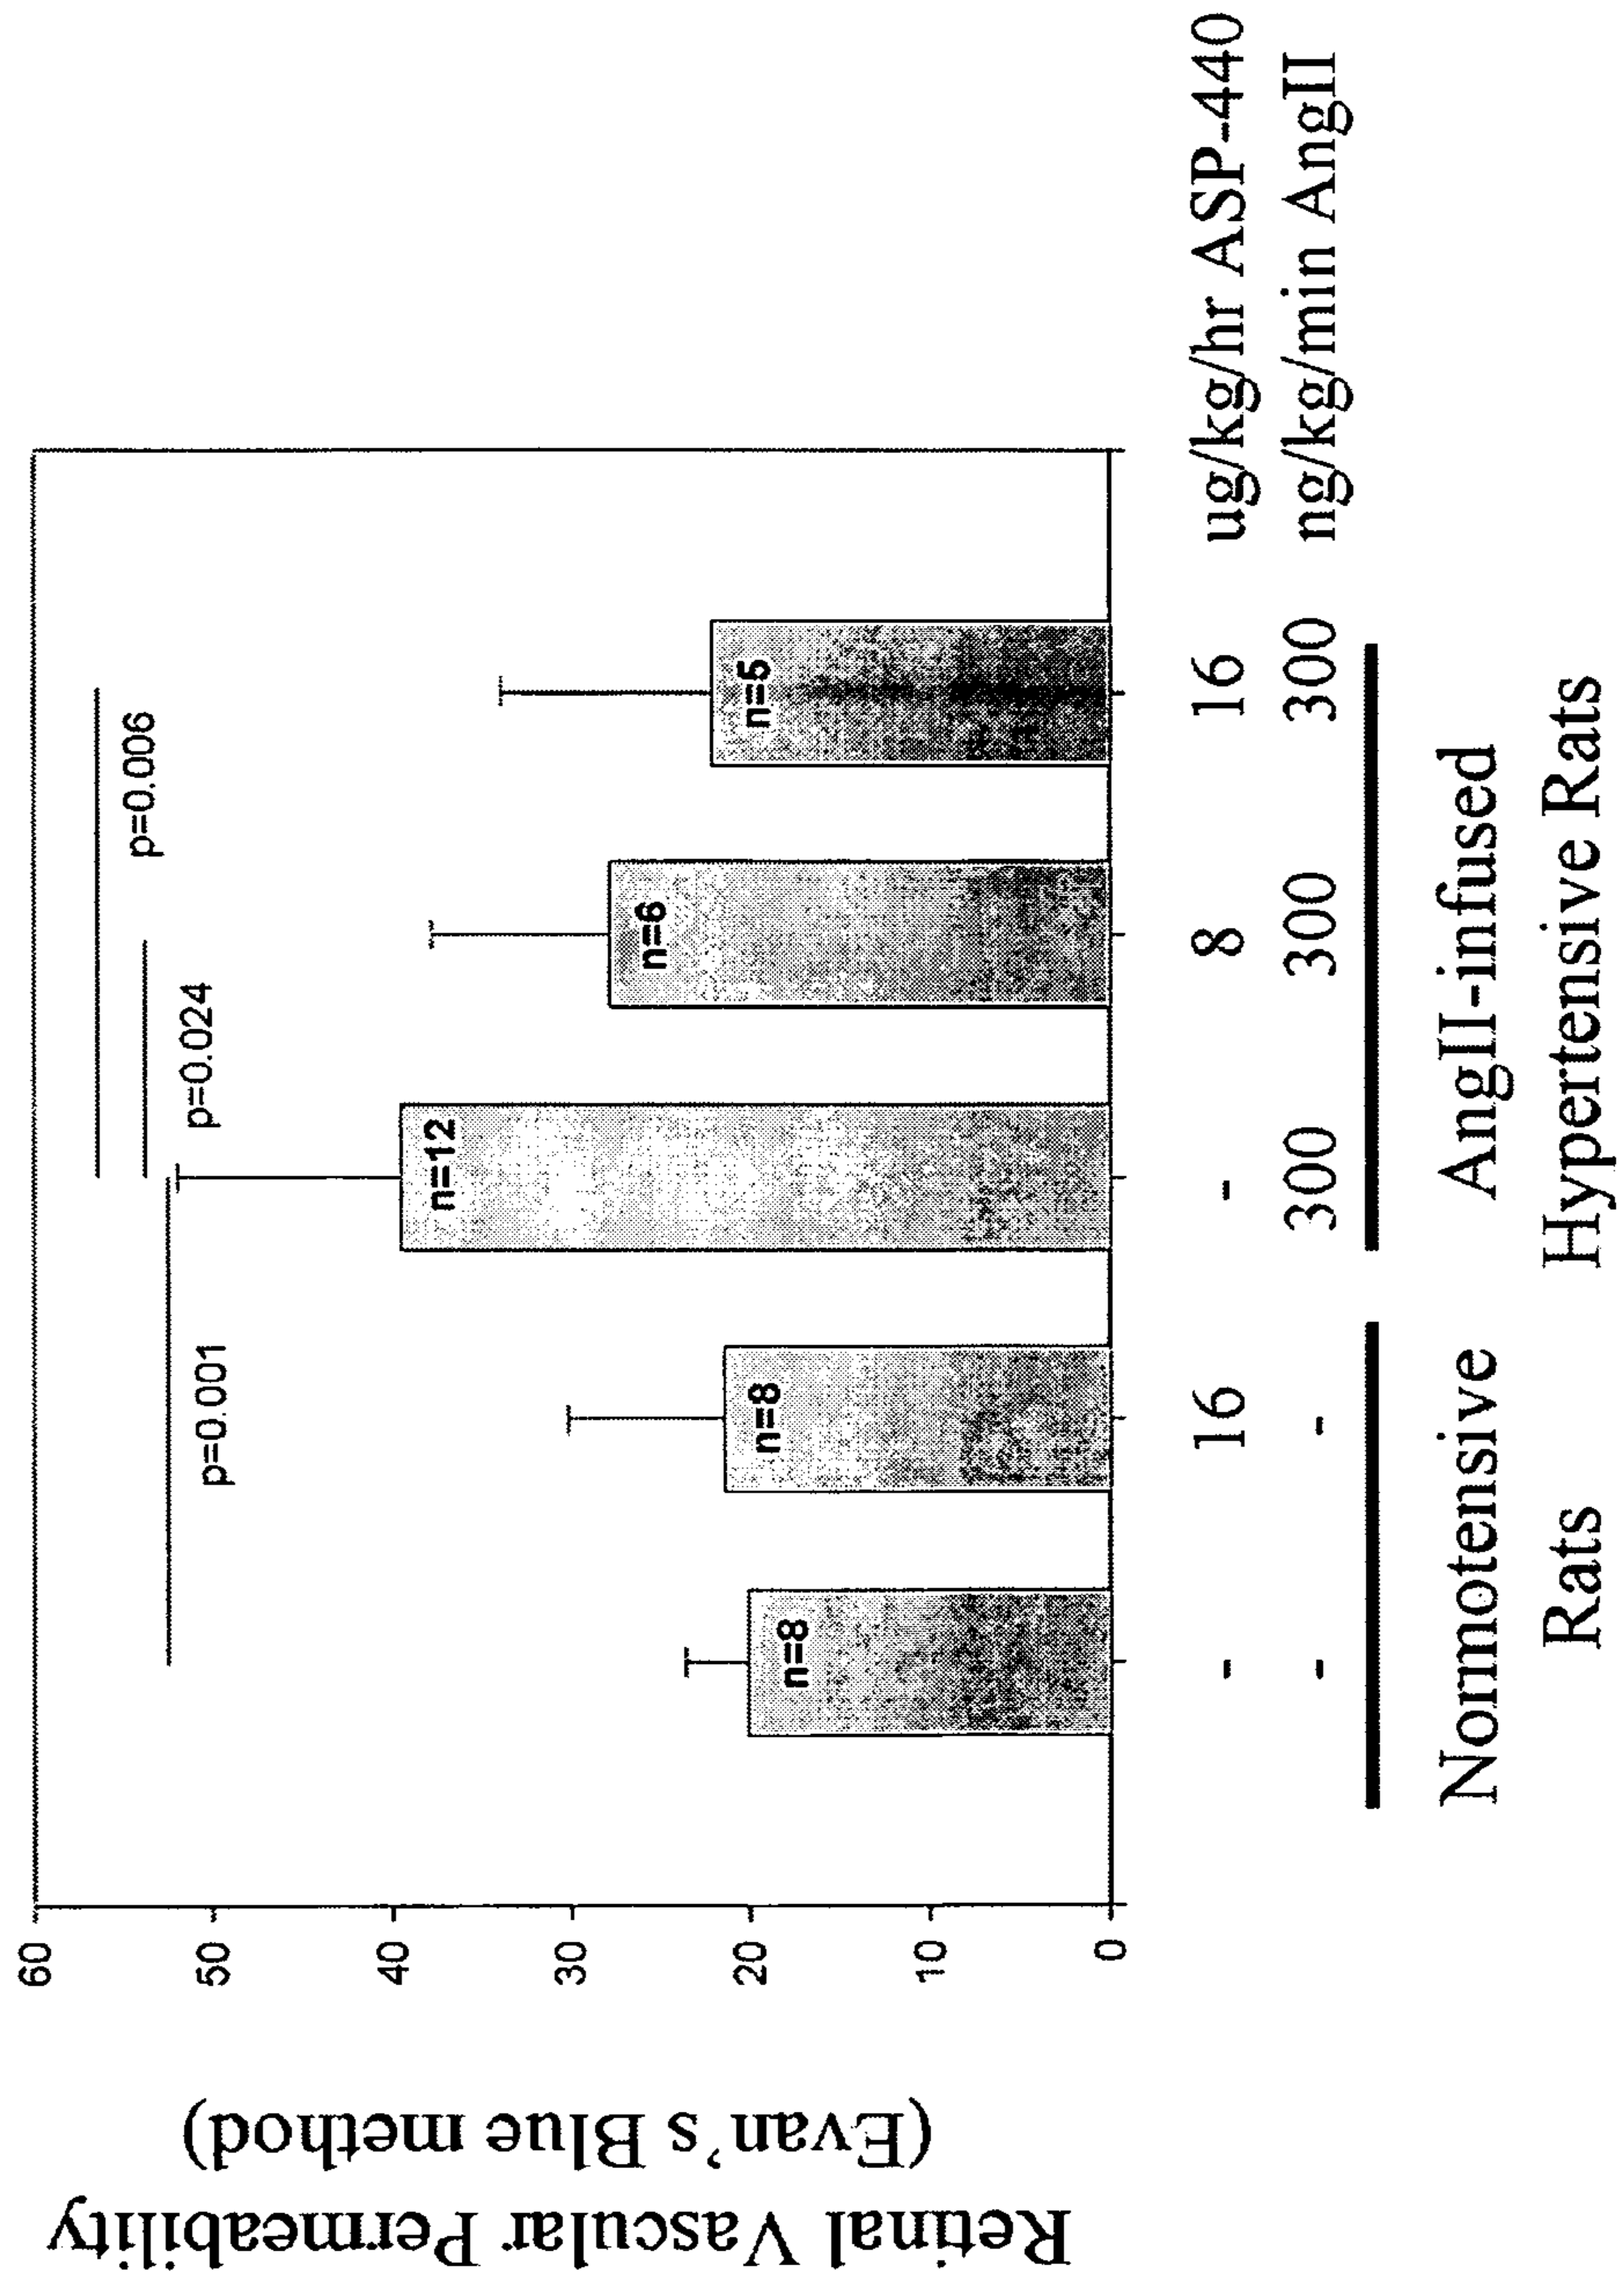 Retinal Vascular Permeability
(Evan's Blue method)
60
50
40
30
20
10
0
p=0.006
p=0.024
p=0.001
n=8
n=8
n=12
n=6
n=5
- 16 - 8 16 ug/kg/hr ASP-440
- - 300 300 300 ng/kg/min AngII
Normotensive
Rats
AngII-infused
Hypertensive Rats